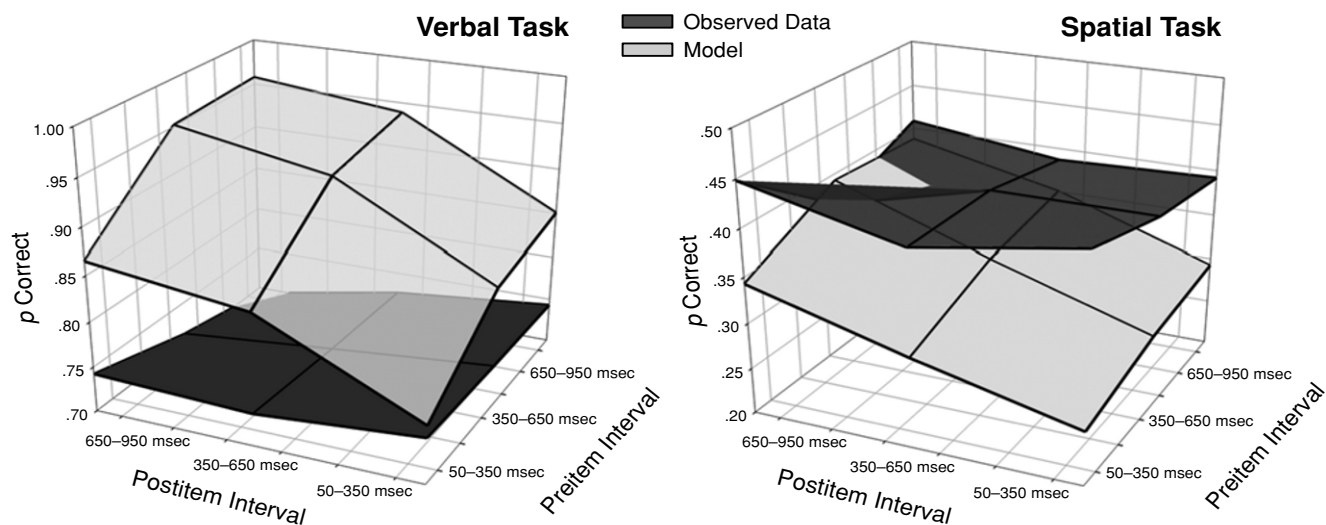 Verbal Task
Observed Data
Model
Spatial Task
1.00
.95
.90
.85
.80
.75
.70
p Correct
650–950 msec
350–650 msec
50–350 msec
Postitem Interval
50–350 msec
350–650 msec
650–950 msec
Preitem Interval
.50
.45
.40
.35
.30
.25
.20
p Correct
650–950 msec
350–650 msec
50–350 msec
Postitem Interval
50–350 msec
350–650 msec
650–950 msec
Preitem Interval